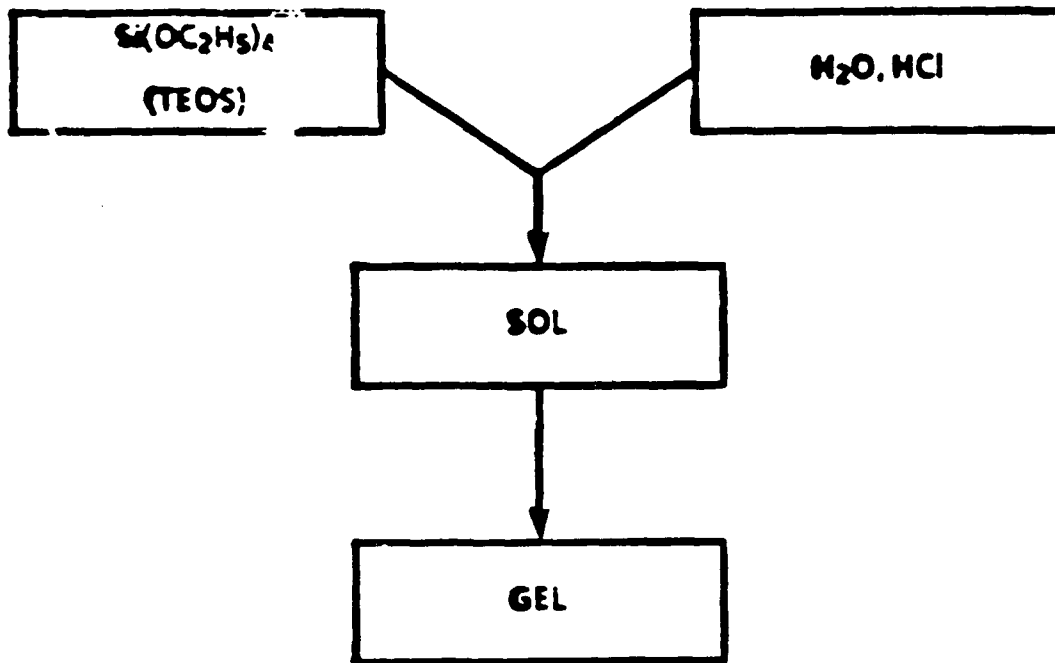 Si(OC₂H₅)₄
(TEOS)
H₂O, HCl
SOL
GEL